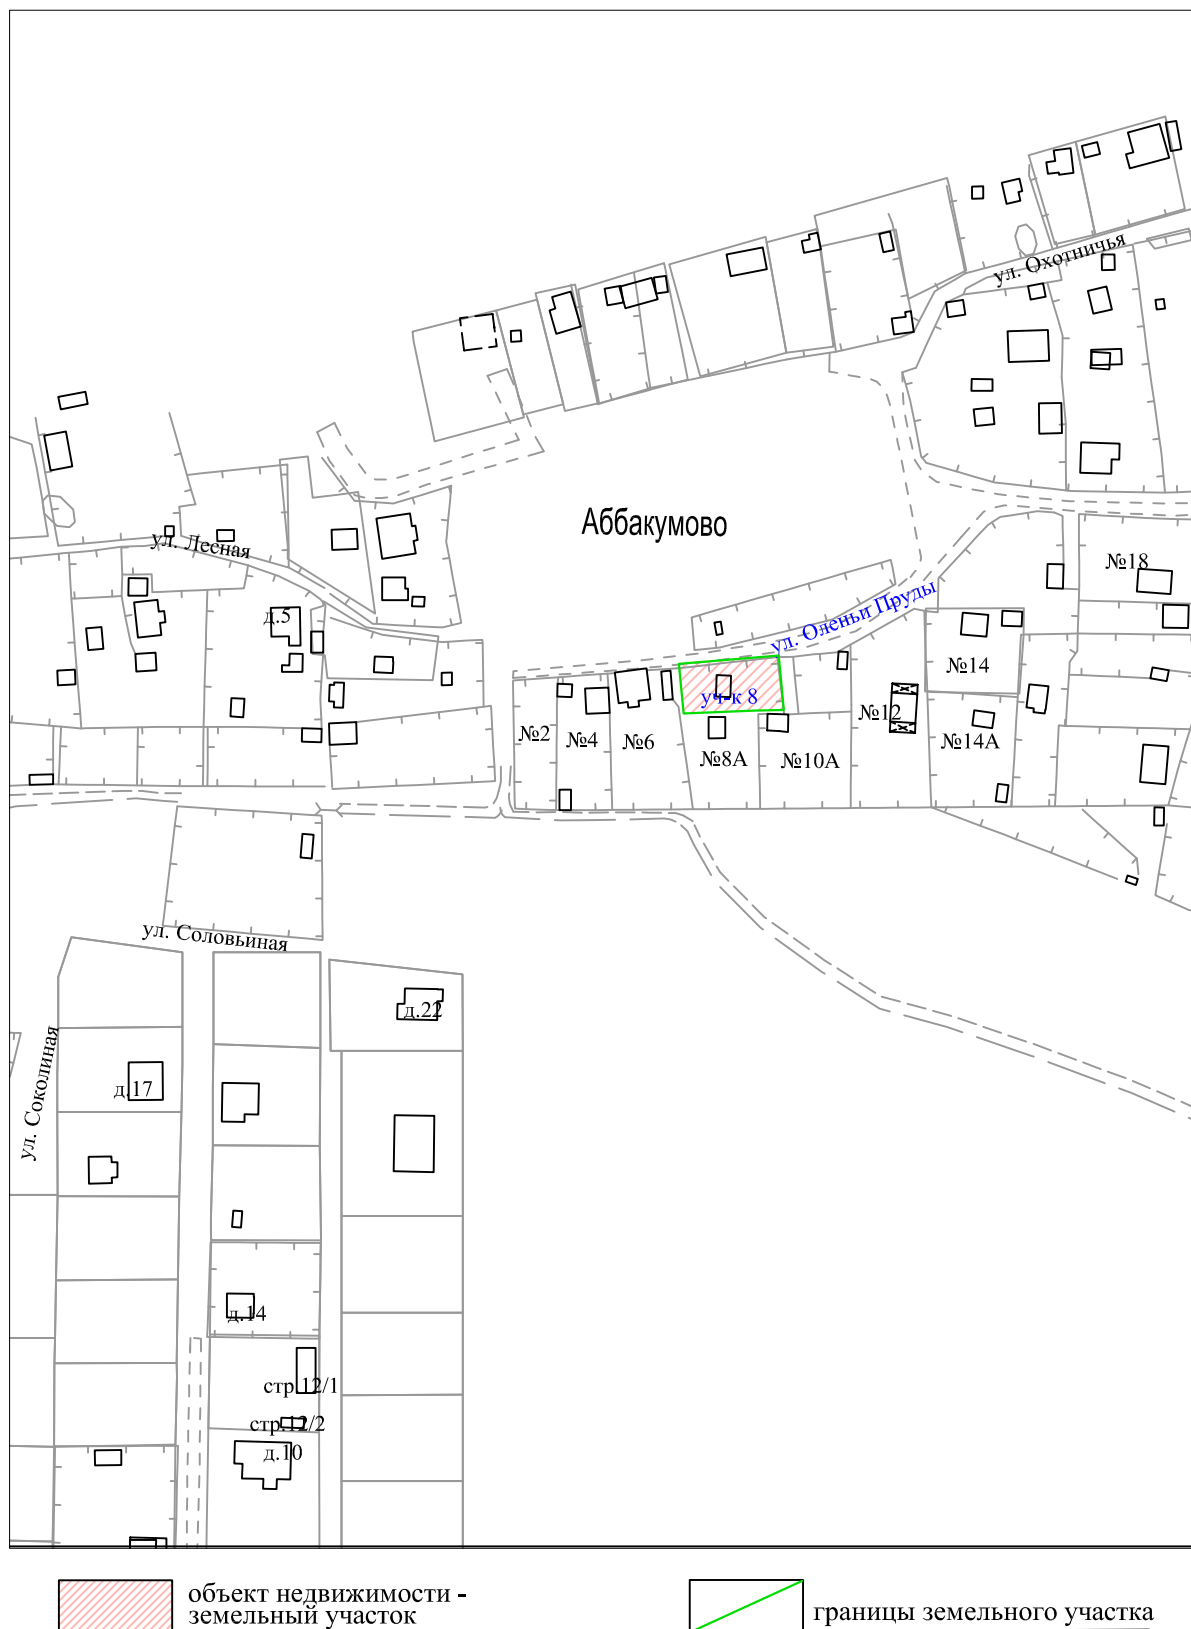 ул. Охотничья
Аббакумово
ул. Лесная
№18
ул. Оленьи Пруды
д.5
№14
уч-к 8
№2
№4
№6
№12
№8А
№10А
№14А
ул. Соловьиная
д.22
ул. Соколиная
д.17
д.14
стр.12/1
стр.12/2
д.10
объект недвижимости -
земельный участок
границы земельного участка